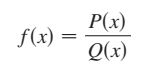 f(x) = P(x)/Q(x)